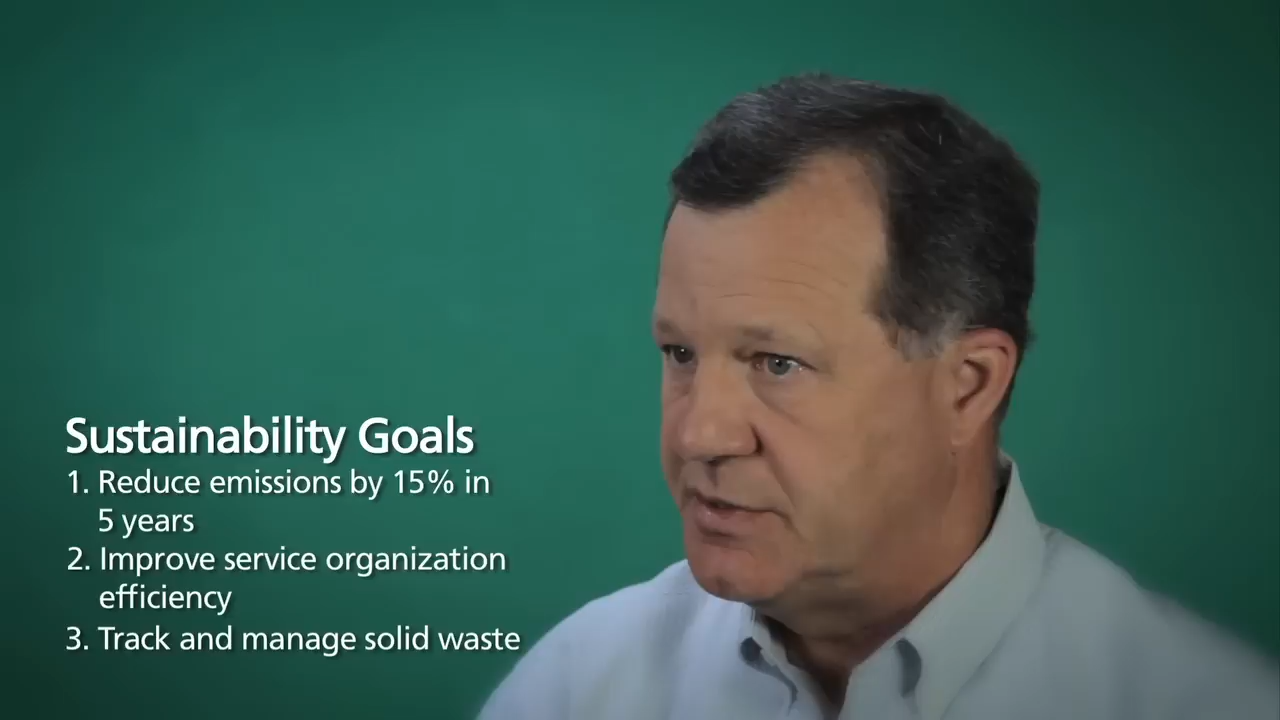 Sustainability Goals
1. Reduce emissions by 15% in
5 years
2. Improve service organization
efficiency
3. Track and manage solid waste